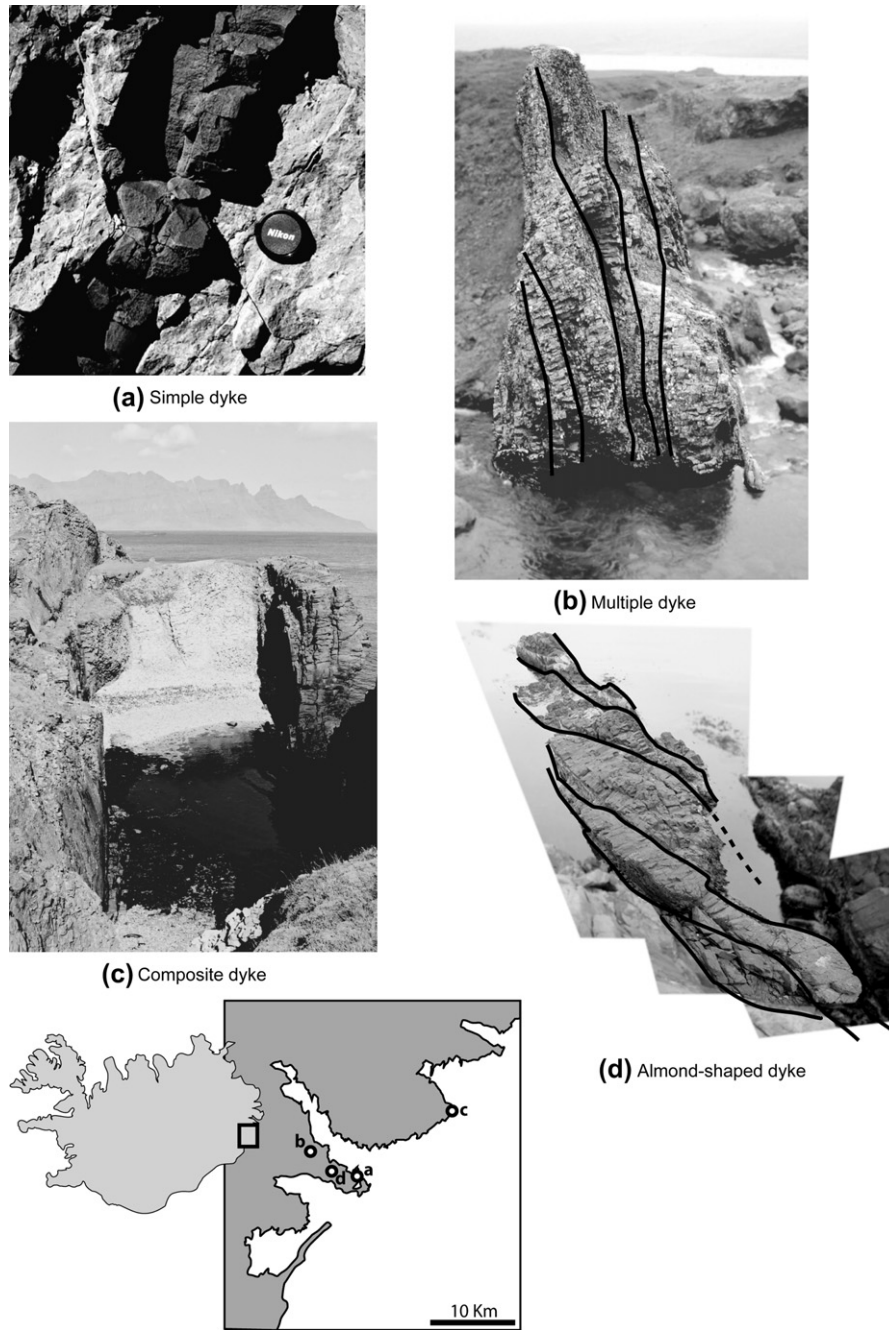 Nikon
(a) Simple dyke
(b) Multiple dyke
(c) Composite dyke
(d) Almond-shaped dyke
c
b
a
d
10 Km